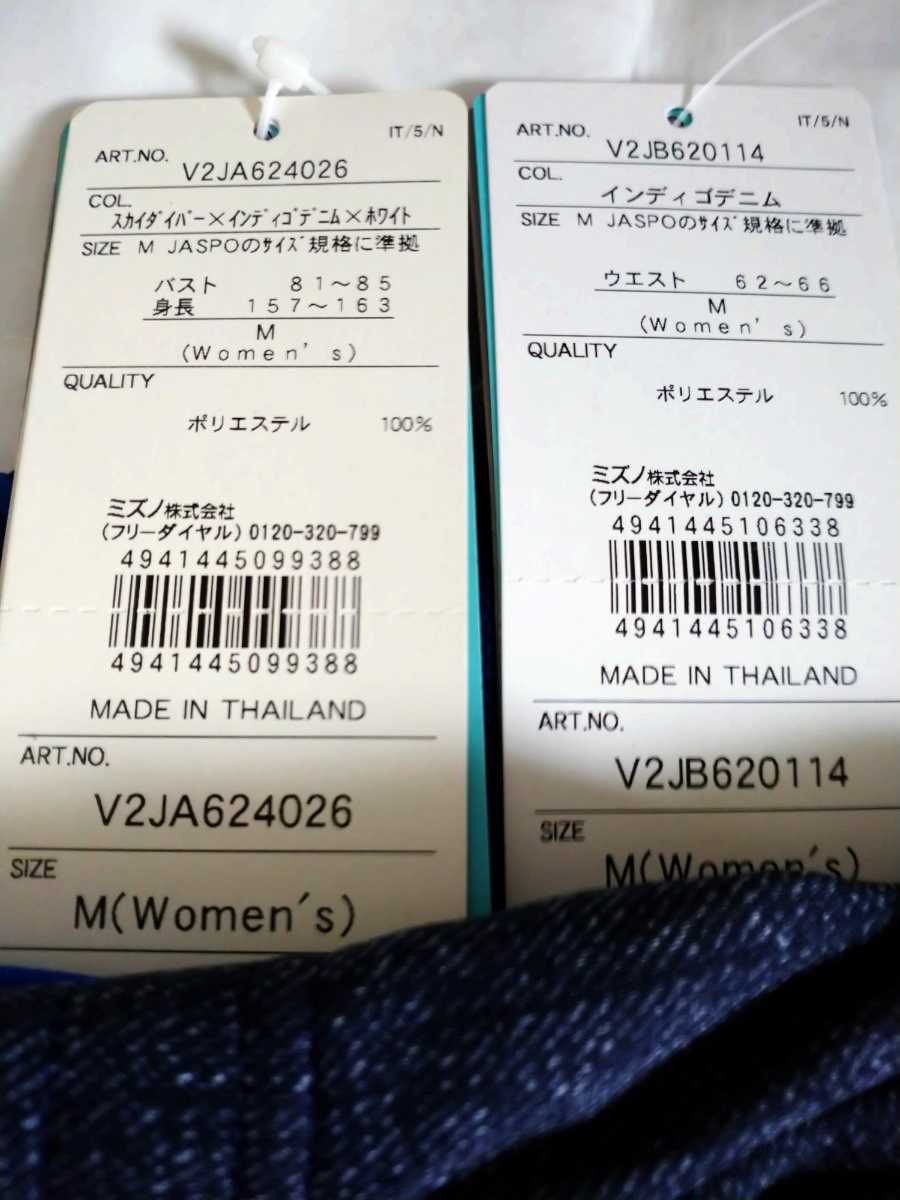 IT/5/N
ART.NO.
V2JA624026
COL.
スカイダイバー×インディゴデニム×ホワイト
SIZE M JASPOのサイズ規格に準拠
バスト 81〜85
身長 157〜163
M
(Women's)
QUALITY
ポリエステル 100%
ミズノ株式会社
(フリーダイヤル) 0120-320-799
4941445099388
4941445099388
MADE IN THAILAND
ART.NO.
V2JA624026
SIZE
M(Women's)
IT/5/N
ART.NO.
V2JB620114
COL.
インディゴデニム
SIZE M JASPOのサイズ規格に準拠
ウエスト 62〜66
M
(Women's)
QUALITY
ポリエステル 100%
ミズノ株式会社
(フリーダイヤル) 0120-320-799
4941445106338
4941445106338
MADE IN THAILAND
ART.NO.
V2JB620114
SIZE
M(Women's)